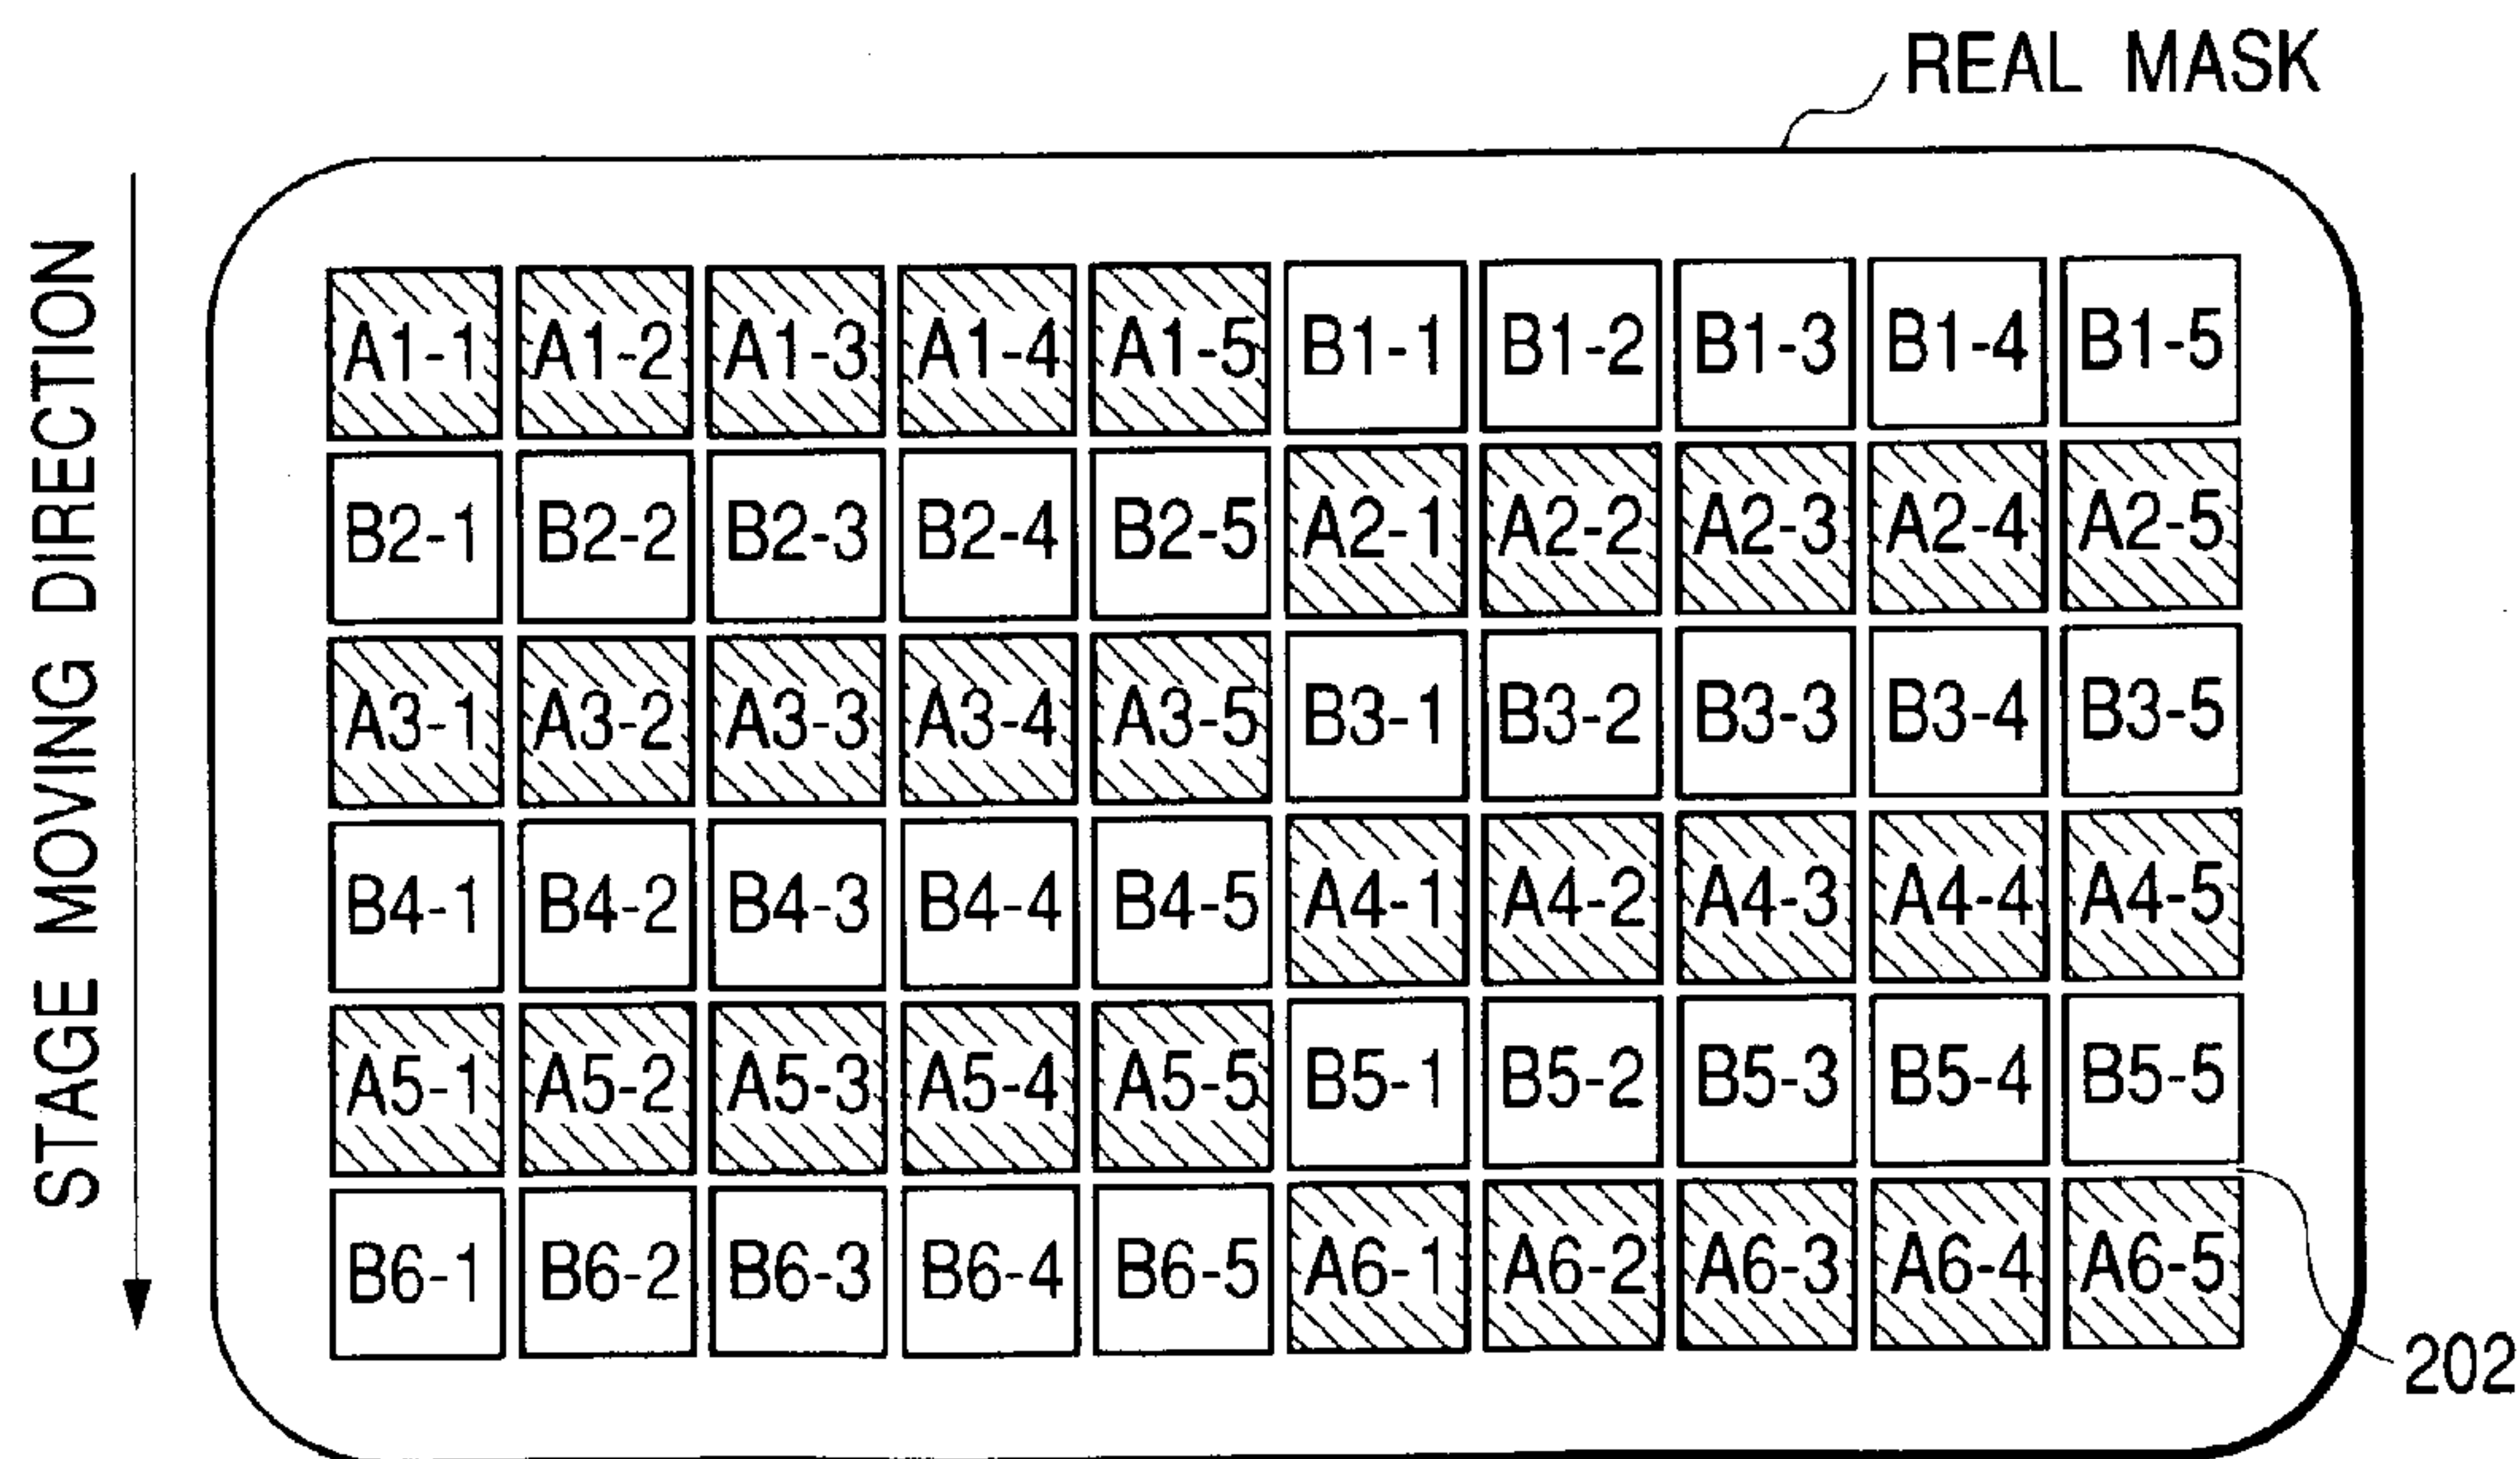 REAL MASK
STAGE MOVING DIRECTION
A1-1 A1-2 A1-3 A1-4 A1-5 B1-1 B1-2 B1-3 B1-4 B1-5
B2-1 B2-2 B2-3 B2-4 B2-5 A2-1 A2-2 A2-3 A2-4 A2-5
A3-1 A3-2 A3-3 A3-4 A3-5 B3-1 B3-2 B3-3 B3-4 B3-5
B4-1 B4-2 B4-3 B4-4 B4-5 A4-1 A4-2 A4-3 A4-4 A4-5
A5-1 A5-2 A5-3 A5-4 A5-5 B5-1 B5-2 B5-3 B5-4 B5-5
B6-1 B6-2 B6-3 B6-4 B6-5 A6-1 A6-2 A6-3 A6-4 A6-5
202